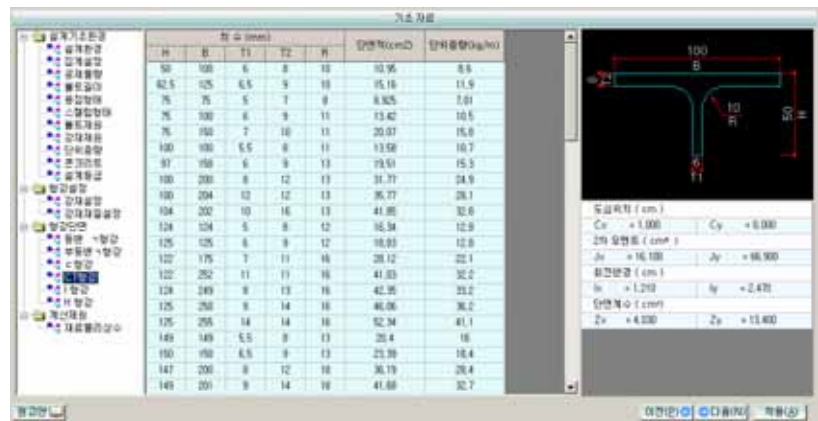 기초 자료
설계기초환경
설계환경
집계설정
공제물량
볼트길이
용접형태
스캘럽형태
볼트제원
강재제원
단위중량
콘크리트
설계등급
형강설정
강재설정
강재재질설정
형강단면
등변 ㄱ형강
부등변 ㄱ형강
ㄷ형강
CT형강
I 형강
H 형강
계산제원
재료물리상수
치 수 (mm) 단면적(cm2) 단위중량(kg/m)
H B T1 T2 R
50 100 6 8 10 10,95 8,6
62,5 125 6,5 9 10 15,16 11,9
75 75 5 7 8 8,925 7,01
75 100 6 9 11 13,42 10,5
75 150 7 10 11 20,07 15,8
100 100 5,5 8 11 13,58 10,7
97 150 6 9 13 19,51 15,3
100 200 8 12 13 31,77 24,9
100 204 12 12 13 35,77 28,1
104 202 10 16 13 41,85 32,8
124 124 5 8 12 16,34 12,9
125 125 6 9 12 18,83 12,8
122 175 7 11 16 28,12 22,1
122 252 11 11 16 41,03 32,2
124 249 8 13 16 42,35 33,2
125 250 9 14 16 46,06 36,2
125 255 14 14 16 52,34 41,1
149 149 5,5 8 13 20,4 16
150 150 6,5 9 13 23,39 18,4
147 200 8 12 18 36,19 28,4
149 201 9 14 18 41,68 32,7
100
B
8
T2
10
R
50
H
6
T1
도심위치 ( cm )
Cx = 1,000 Cy = 0,000
2차 모멘트 ( cm⁴ )
Jx = 16,100 Jy = 66,900
회전반경 ( cm )
Ix = 1,210 Iy = 2,470
단면계수 ( cm³)
Zx = 4,030 Zy = 13,400
형강면
이전(P) 다음(N) 적용(A)